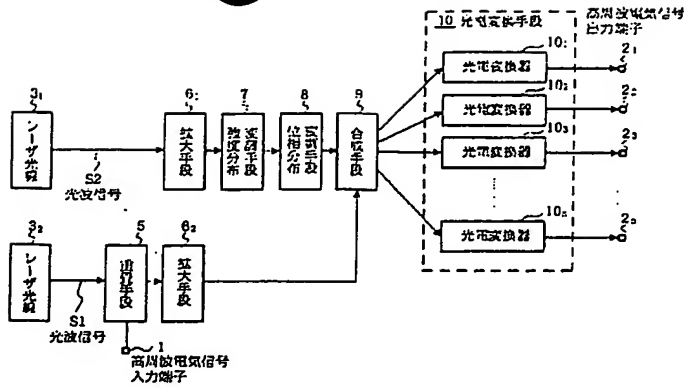 10 光電変換手段
高周波電気信号
出力端子
10₁
光電変換器
2₁
10₂
光電変換器
2₂
10₃
光電変換器
2₃
10ₙ
光電変換器
2ₙ
3₁
レーザ光源
S2
光波信号
6₁
拡大手段
7
強度分布
変調手段
8
位相分布
変調手段
9
合成手段
3₂
レーザ光源
S1
光波信号
5
6₂
拡大手段
1
高周波電気信号
入力端子